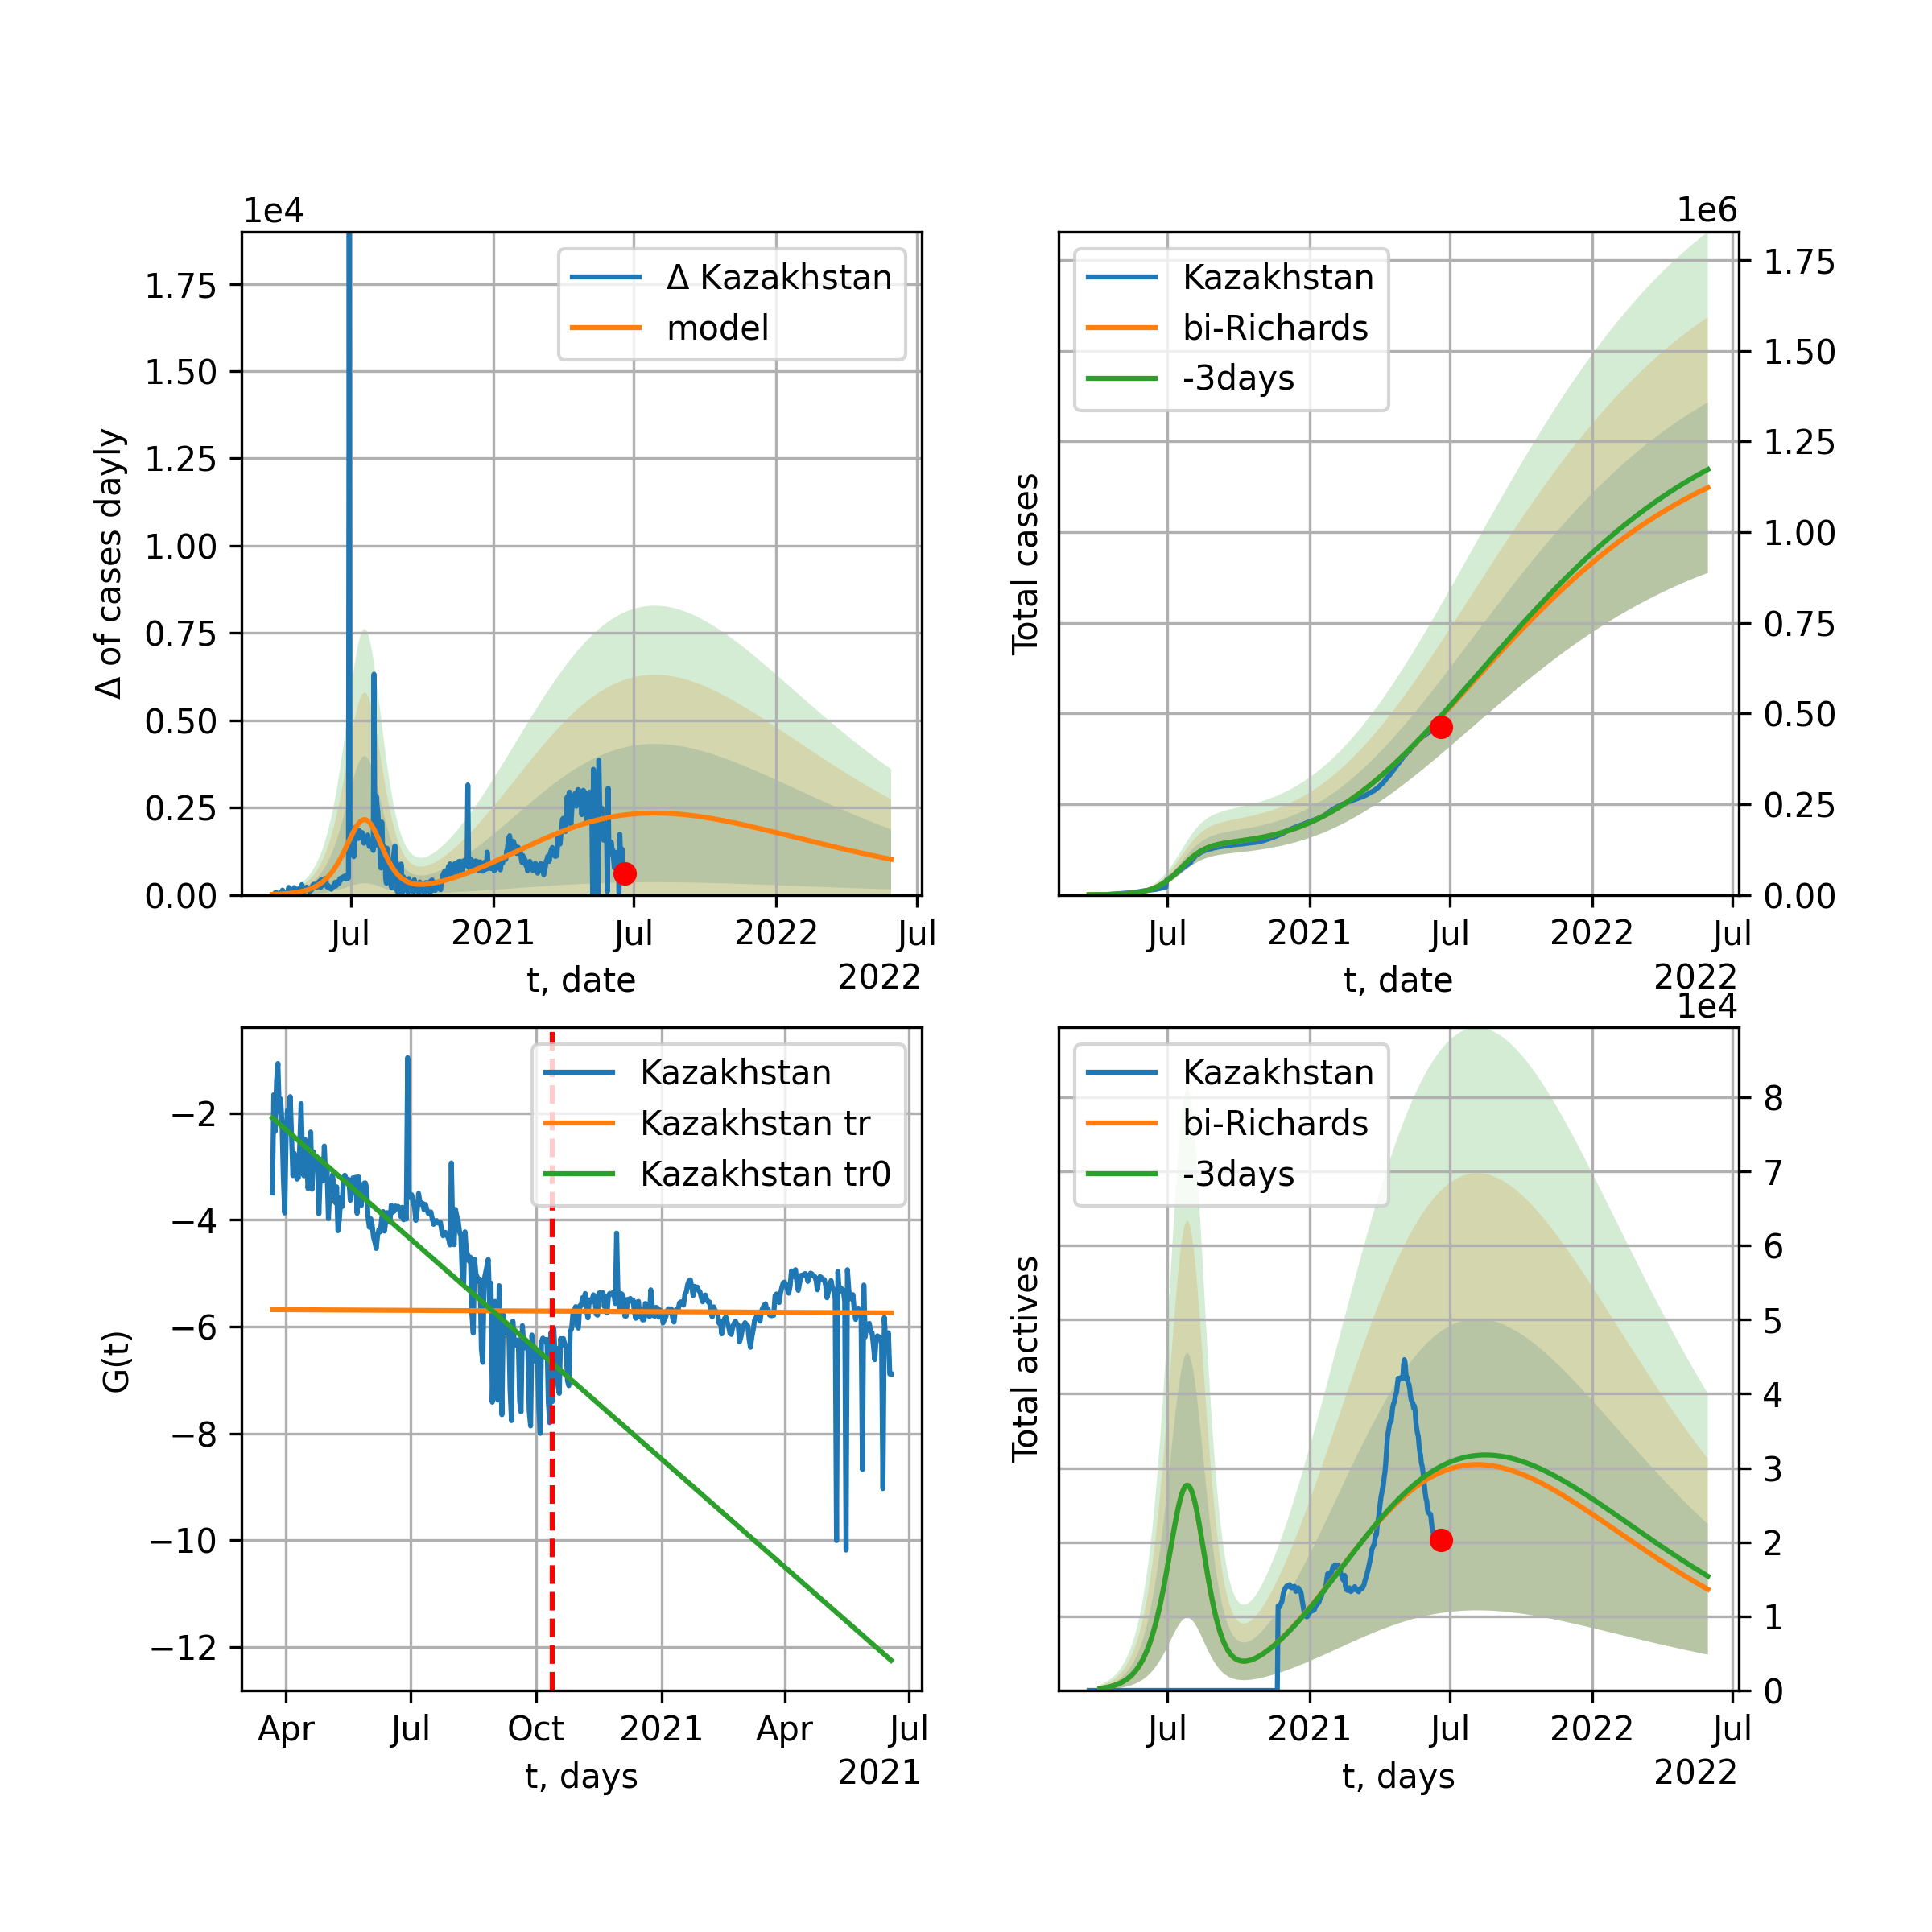 1e4
Δ of cases dayly
1.75
1.50
1.25
1.00
0.75
0.50
0.25
0.00
Δ Kazakhstan
model
Jul 2021 Jul 2022 Jul
2022
t, date
1e6
Total cases
Kazakhstan
bi-Richards
-3days
1.75
1.50
1.25
1.00
0.75
0.50
0.25
0.00
Jul 2021 Jul 2022 Jul
2022
t, date
G(t)
−2
−4
−6
−8
−10
−12
Kazakhstan
Kazakhstan tr
Kazakhstan tr0
Apr Jul Oct 2021 Apr Jul
2021
t, days
1e4
Total actives
Kazakhstan
bi-Richards
-3days
8
7
6
5
4
3
2
1
0
Jul 2021 Jul 2022 Jul
2022
t, days